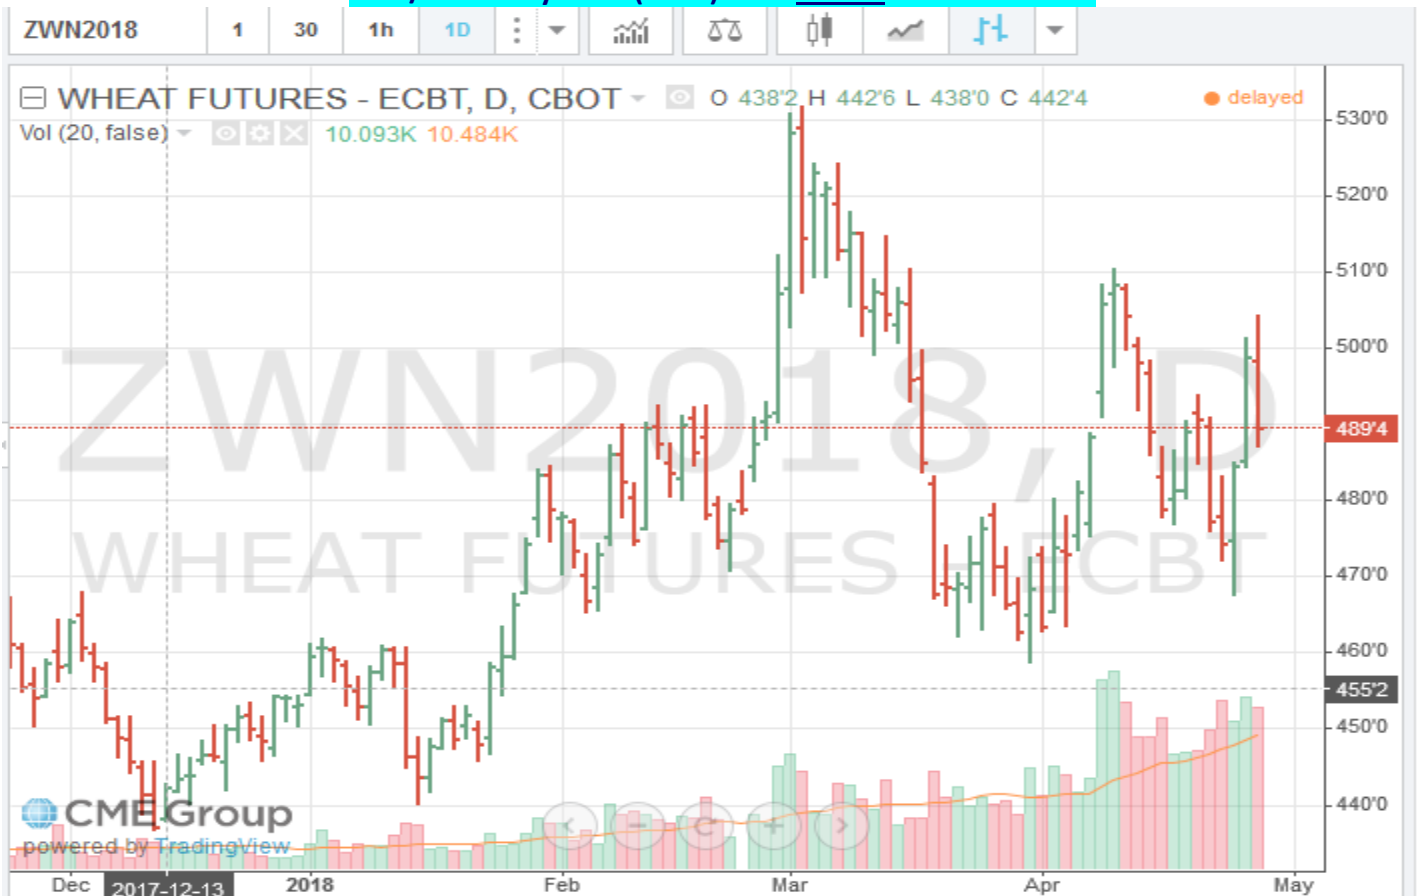 ZWN2018 1 30 1h 1D
WHEAT FUTURES - ECBT, D, CBOT O 438'2 H 442'6 L 438'0 C 442'4 delayed
Vol (20, false) 10.093K 10.484K
530'0
520'0
510'0
500'0
ZWN2018, D
489'4
480'0
WHEAT FUTURES - ECBT
470'0
460'0
455'2
450'0
440'0
CME Group
powered by TradingView
Dec 2017-12-13 2018 Feb Mar Apr May